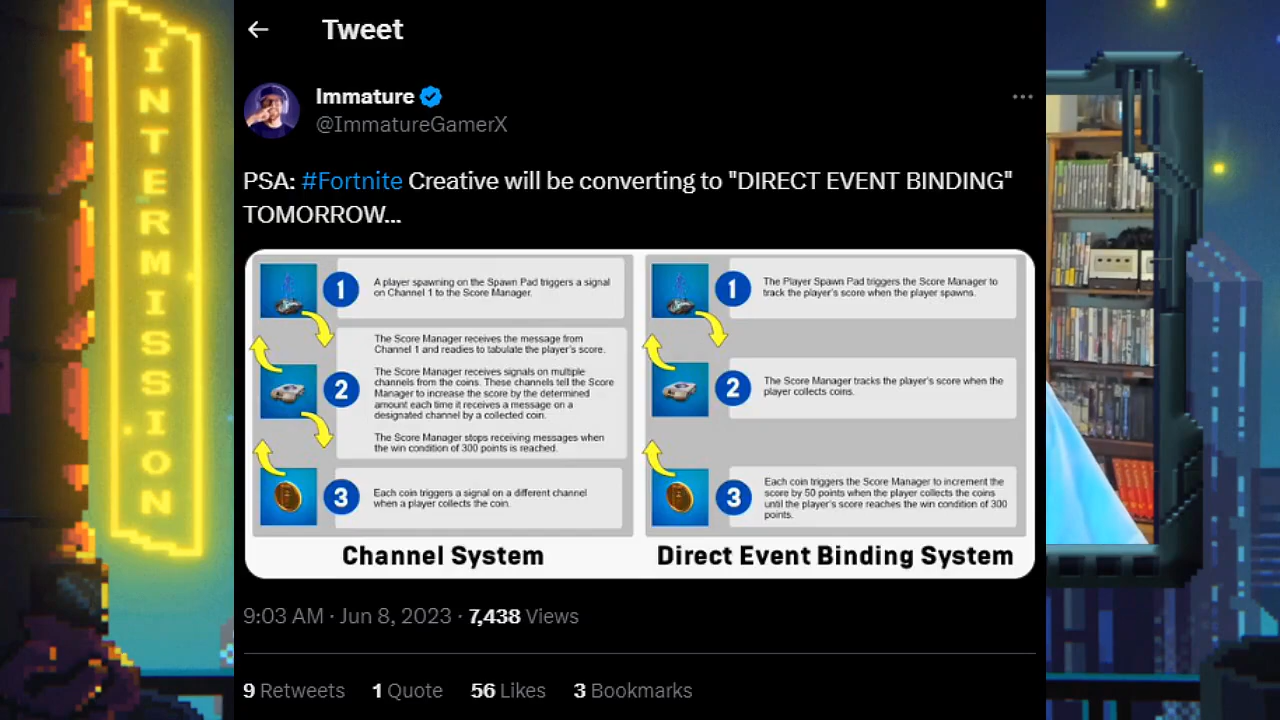 INTERMISSION
Tweet
Immature
@ImmatureGamerX
PSA: #Fortnite Creative will be converting to "DIRECT EVENT BINDING"
TOMORROW...
1
A player spawning on the Spawn Pad triggers a signal
on Channel 1 to the Score Manager.
2
The Score Manager receives the message from
Channel 1 and readies to tabulate the player's score.
The Score Manager receives signals on multiple
channels from the coins. These channels tell the Score
Manager to increase the score by the determined
amount each time it receives a message on a
designated channel by a collected coin.
The Score Manager stops receiving messages when
the win condition of 300 points is reached.
3
Each coin triggers a signal on a different channel
when a player collects the coin.
Channel System
1
The Player Spawn Pad triggers the Score Manager to
track the player's score when the player spawns.
2
The Score Manager tracks the player's score when the
player collects coins.
3
Each coin triggers the Score Manager to increment the
score by 50 points when the player collects the coins
until the player's score reaches the win condition of 300
points.
Direct Event Binding System
9:03 AM · Jun 8, 2023 · 7,438 Views
9 Retweets 1 Quote 56 Likes 3 Bookmarks